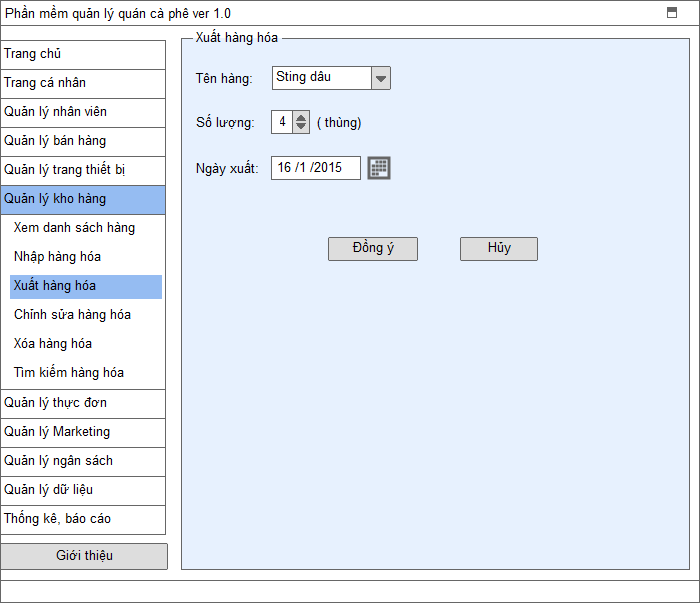 Phần mềm quản lý quán cà phê ver 1.0
Trang chủ
Trang cá nhân
Quản lý nhân viên
Quản lý bán hàng
Quản lý trang thiết bị
Quản lý kho hàng
Xem danh sách hàng
Nhập hàng hóa
Xuất hàng hóa
Chỉnh sửa hàng hóa
Xóa hàng hóa
Tìm kiếm hàng hóa
Quản lý thực đơn
Quản lý Marketing
Quản lý ngân sách
Quản lý dữ liệu
Thống kê, báo cáo
Giới thiệu
Xuất hàng hóa
Tên hàng: Sting dâu
Số lượng: 4 ( thùng)
Ngày xuất: 16 /1 /2015
Đồng ý Hủy